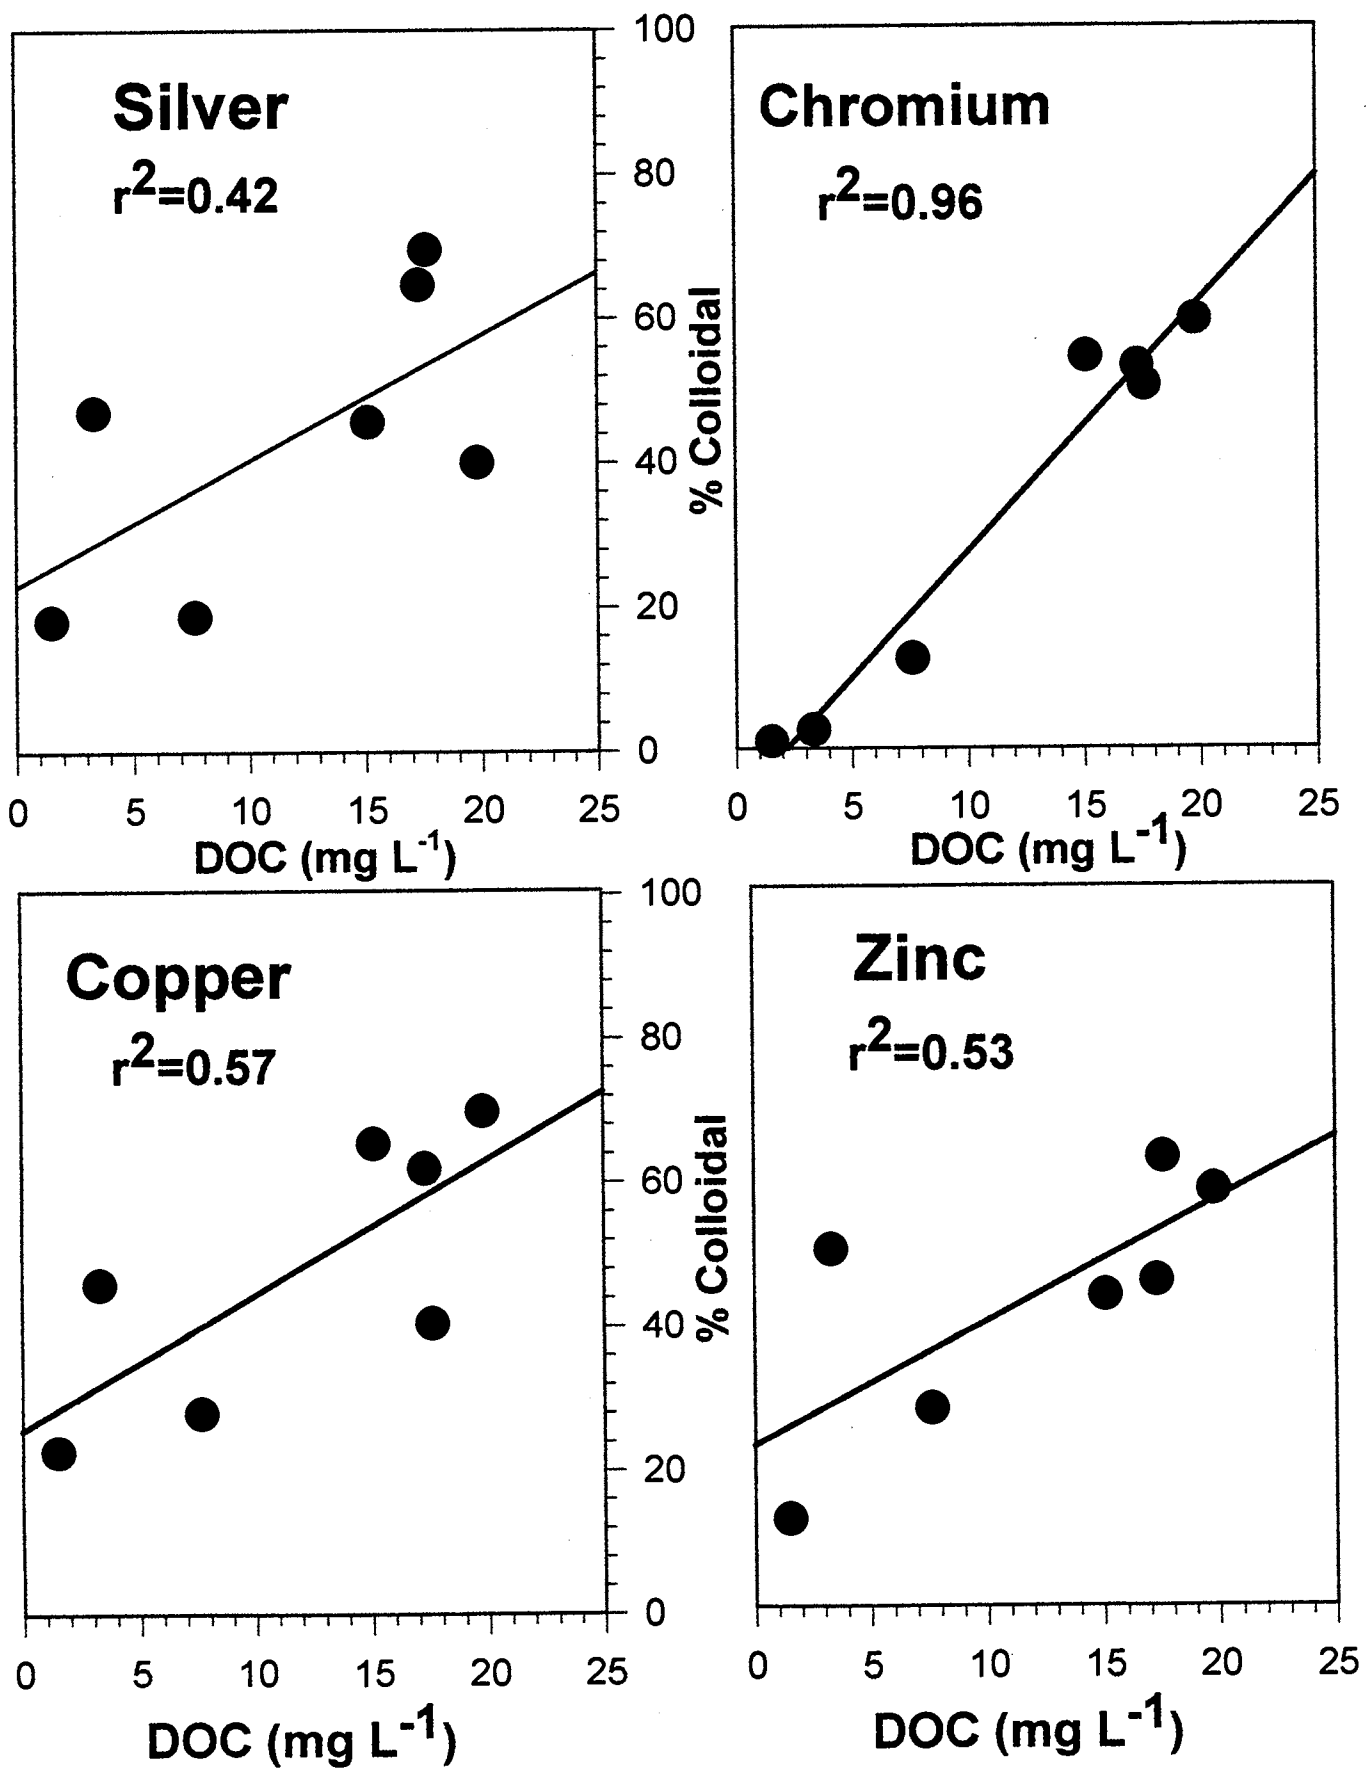 Silver
r²=0.42
100
80
60
40
20
0
% Colloidal
0 5 10 15 20 25
DOC (mg L⁻¹)
Chromium
r²=0.96
0 5 10 15 20 25
DOC (mg L⁻¹)
Copper
r²=0.57
100
80
60
40
20
0
% Colloidal
0 5 10 15 20 25
DOC (mg L⁻¹)
Zinc
r²=0.53
0 5 10 15 20 25
DOC (mg L⁻¹)